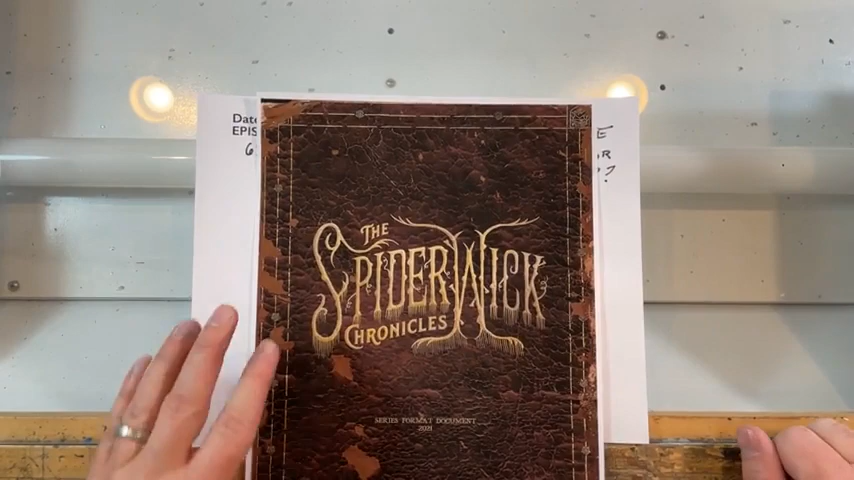 Date
EPIS
6
E
R
?
THE
SPIDERWICK
CHRONICLES
SERIES FORMAT DOCUMENT
2021